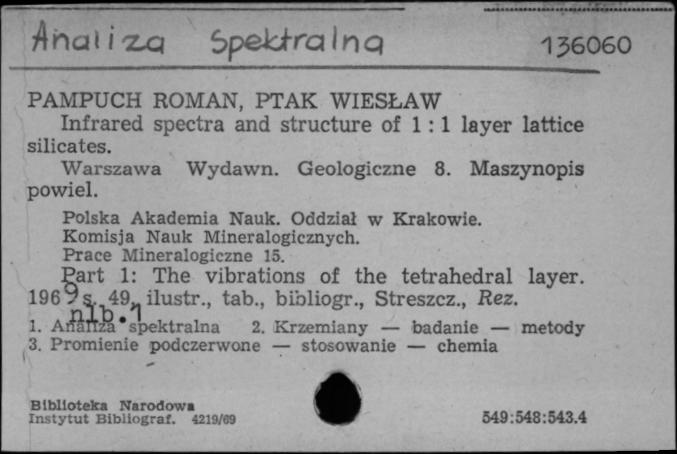 Analiza Spektralna 136060
PAMPUCH ROMAN, PTAK WIESŁAW
Infrared spectra and structure of 1 : 1 layer lattice
silicates.
Warszawa Wydawn. Geologiczne 8. Maszynopis
powiel.
Polska Akademia Nauk. Oddział w Krakowie.
Komisja Nauk Mineralogicznych.
Prace Mineralogiczne 15.
Part 1: The vibrations of the tetrahedral layer.
1969 s. 49, nlb. 1 ilustr., tab., bibliogr., Streszcz., Rez.
1. Analiza spektralna 2. Krzemiany — badanie — metody
3. Promienie podczerwone — stosowanie — chemia
Biblioteka Narodowa
Instytut Bibliograf. 4219/69 549:548:543.4